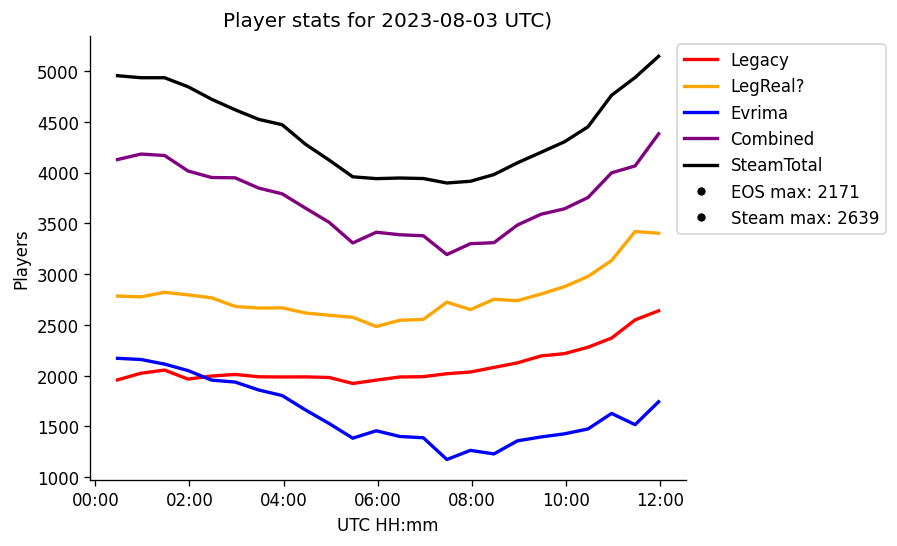 Player stats for 2023-08-03 UTC)
Players
5000
4500
4000
3500
3000
2500
2000
1500
1000
00:00 02:00 04:00 06:00 08:00 10:00 12:00
UTC HH:mm
Legacy
LegReal?
Evrima
Combined
SteamTotal
EOS max: 2171
Steam max: 2639